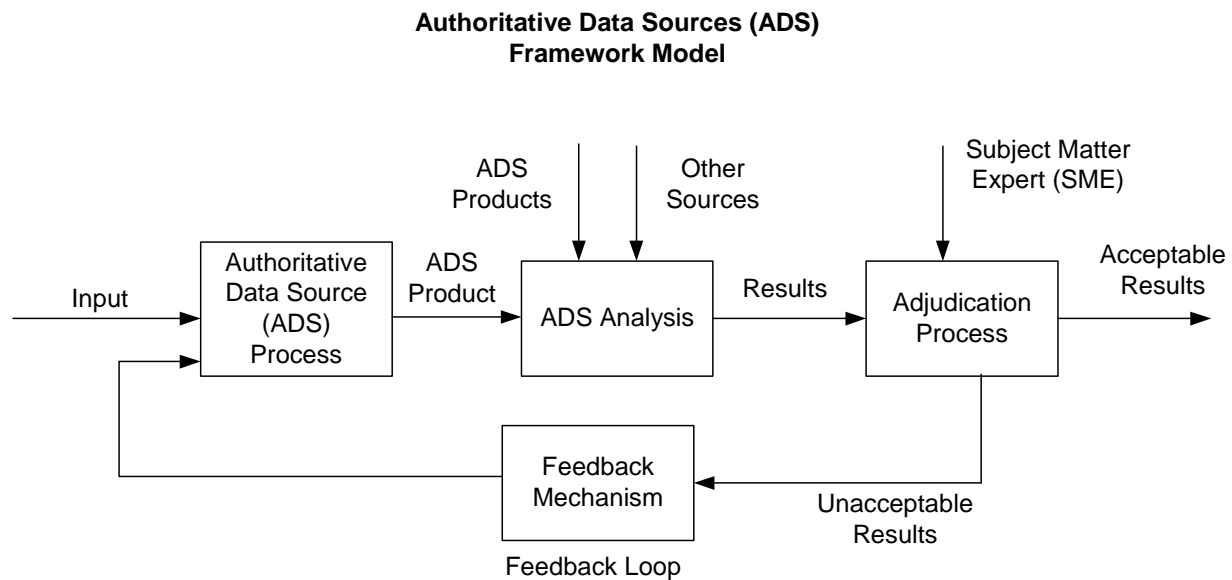 Authoritative Data Sources (ADS)
Framework Model
ADS
Products
Other
Sources
Subject Matter
Expert (SME)
Input
Authoritative
Data Source
(ADS)
Process
ADS
Product
ADS Analysis
Results
Adjudication
Process
Acceptable
Results
Feedback
Mechanism
Unacceptable
Results
Feedback Loop